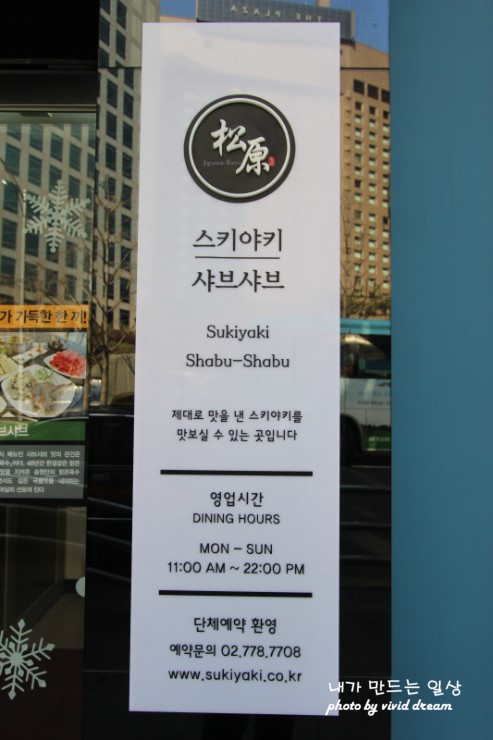 THE PLAZA
松原
Japanese
스키야키
샤브샤브
Sukiyaki
Shabu-Shabu
제대로 맛을 낸 스키야키를
맛보실 수 있는 곳입니다
영업시간
DINING HOURS
MON - SUN
11:00 AM ~ 22:00 PM
단체예약 환영
예약문의 02.778.7708
www.sukiyaki.co.kr
가 가득한 한 끼!
브샤브
내가 만드는 일상
photo by vivid dream